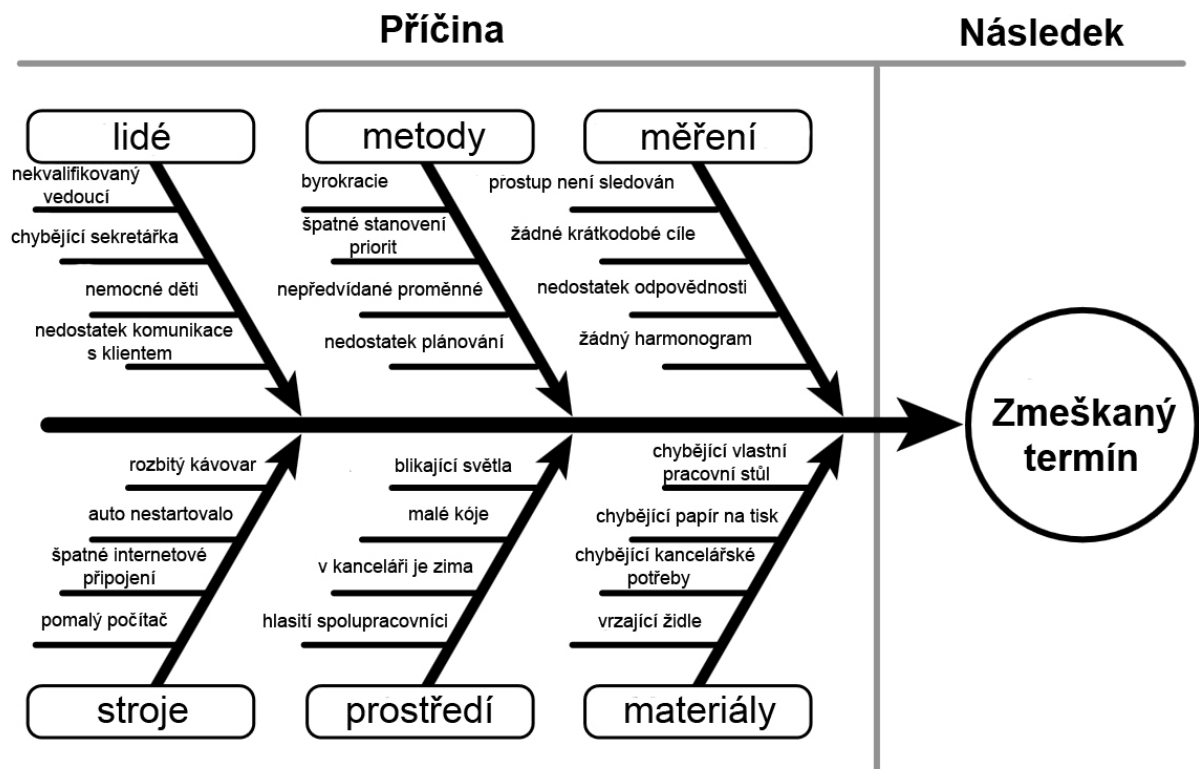 Příčina
Následek
lidé
metody
měření
nekvalifikovaný
vedoucí
chybějící sekretářka
nemocné děti
nedostatek komunikace
s klientem
byrokracie
špatné stanovení
priorit
nepředvídané proměnné
nedostatek plánování
přostup není sledován
žádné krátkodobé cíle
nedostatek odpovědnosti
žádný harmonogram
Zmeškaný
termín
rozbitý kávovar
auto nestartovalo
špatné internetové
připojení
pomalý počítač
blikající světla
malé kóje
v kanceláři je zima
hlasití spolupracovníci
chybějící vlastní
pracovní stůl
chybějící papír na tisk
chybějící kancelářské
potřeby
vrzající židle
stroje
prostředí
materiály